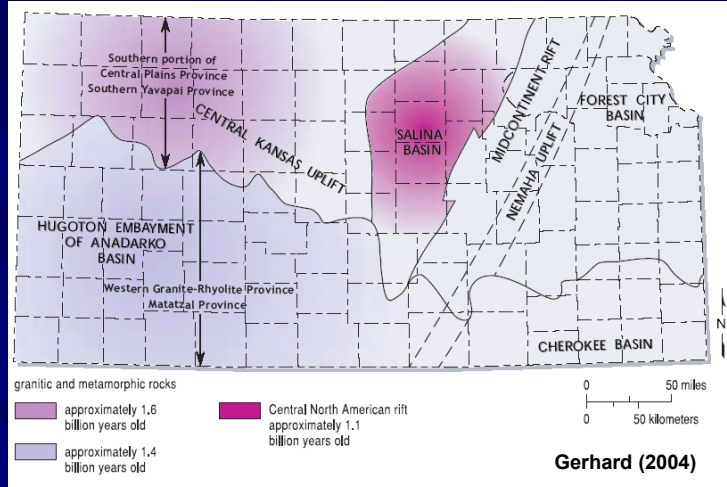 Southern portion of
Central Plains Province
Southern Yavapai Province
CENTRAL KANSAS UPLIFT
SALINA
BASIN
MIDCONTINENT RIFT
NEMAHA UPLIFT
FOREST CITY
BASIN
HUGOTON EMBAYMENT
OF ANADARKO
BASIN
Western Granite-Rhyolite Province
Matatzal Province
CHEROKEE BASIN
N
granitic and metamorphic rocks
approximately 1.6
billion years old
approximately 1.4
billion years old
Central North American rift
approximately 1.1
billion years old
0 50 miles
0 50 kilometers
Gerhard (2004)